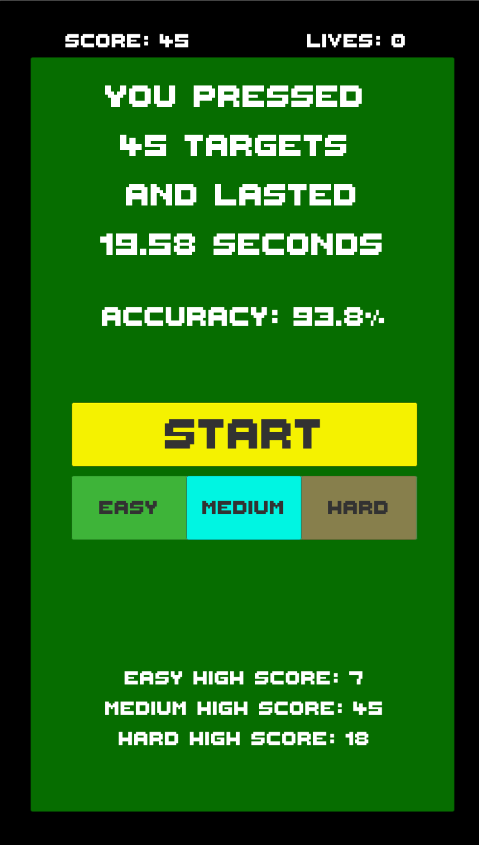 SCORE: 45 LIVES: 0
YOU PRESSED
45 TARGETS
AND LASTED
19.58 SECONDS
ACCURACY: 93.8%
START
EASY MEDIUM HARD
EASY HIGH SCORE: 7
MEDIUM HIGH SCORE: 45
HARD HIGH SCORE: 18